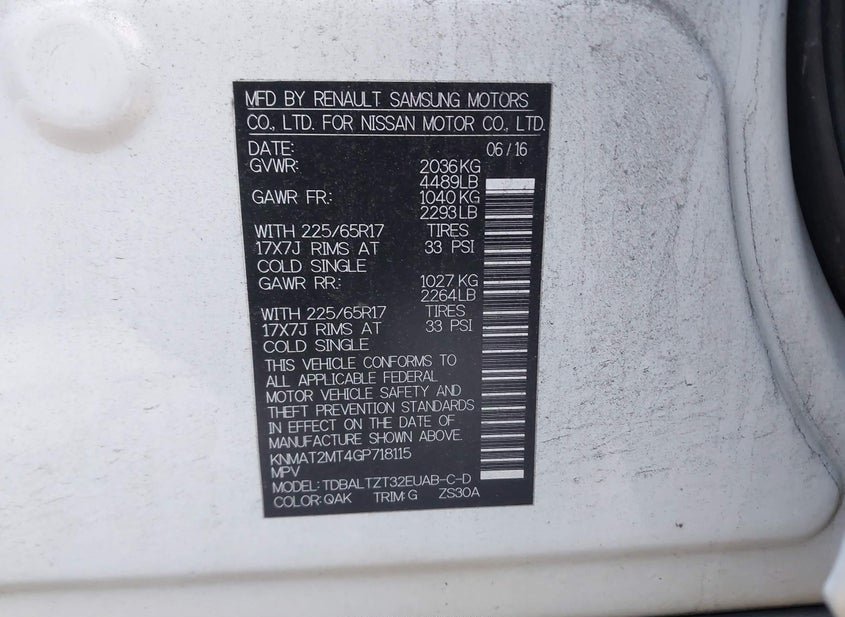 MFD BY RENAULT SAMSUNG MOTORS
CO., LTD. FOR NISSAN MOTOR CO., LTD.
DATE: 06 / 16
GVWR: 2036 KG
4489LB
GAWR FR: 1040 KG
2293 LB
WITH 225/65R17 TIRES
17X7J RIMS AT 33 PSI
COLD SINGLE
GAWR RR: 1027 KG
2264LB
WITH 225/65R17 TIRES
17X7J RIMS AT 33 PSI
COLD SINGLE
THIS VEHICLE CONFORMS TO
ALL APPLICABLE FEDERAL
MOTOR VEHICLE SAFETY AND
THEFT PREVENTION STANDARDS
IN EFFECT ON THE DATE OF
MANUFACTURE SHOWN ABOVE.
KNMAT2MT4GP718115
MPV
MODEL: TDBALTZT32EUAB-C-D
COLOR: QAK TRIM: G ZS30A